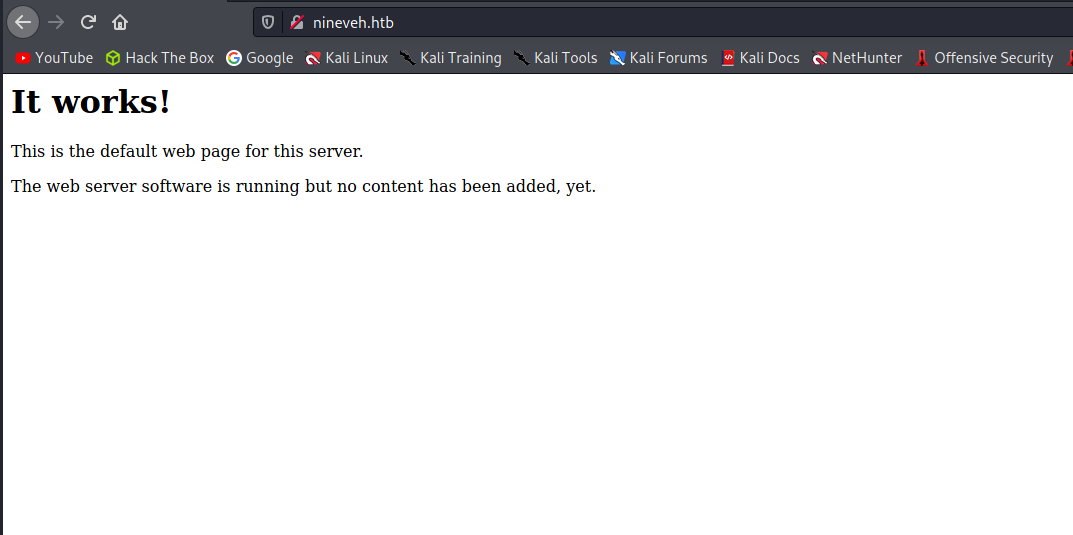 nineveh.htb
YouTube Hack The Box Google Kali Linux Kali Training Kali Tools Kali Forums Kali Docs NetHunter Offensive Security
It works!
This is the default web page for this server.
The web server software is running but no content has been added, yet.